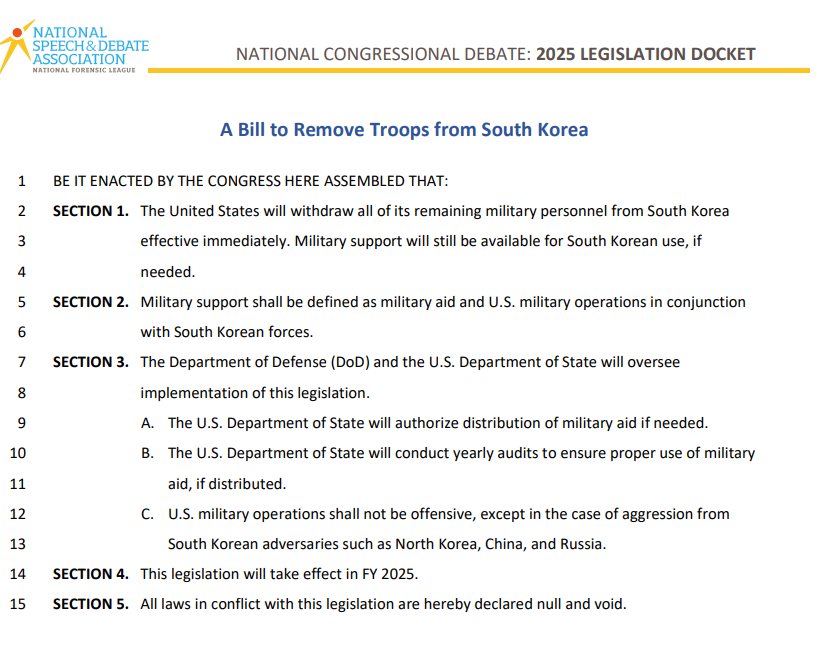 NATIONAL
SPEECH & DEBATE
ASSOCIATION
NATIONAL FORENSIC LEAGUE
NATIONAL CONGRESSIONAL DEBATE: 2025 LEGISLATION DOCKET
A Bill to Remove Troops from South Korea
1 BE IT ENACTED BY THE CONGRESS HERE ASSEMBLED THAT:
2 SECTION 1. The United States will withdraw all of its remaining military personnel from South Korea
3 effective immediately. Military support will still be available for South Korean use, if
4 needed.
5 SECTION 2. Military support shall be defined as military aid and U.S. military operations in conjunction
6 with South Korean forces.
7 SECTION 3. The Department of Defense (DoD) and the U.S. Department of State will oversee
8 implementation of this legislation.
9 A. The U.S. Department of State will authorize distribution of military aid if needed.
10 B. The U.S. Department of State will conduct yearly audits to ensure proper use of military
11 aid, if distributed.
12 C. U.S. military operations shall not be offensive, except in the case of aggression from
13 South Korean adversaries such as North Korea, China, and Russia.
14 SECTION 4. This legislation will take effect in FY 2025.
15 SECTION 5. All laws in conflict with this legislation are hereby declared null and void.